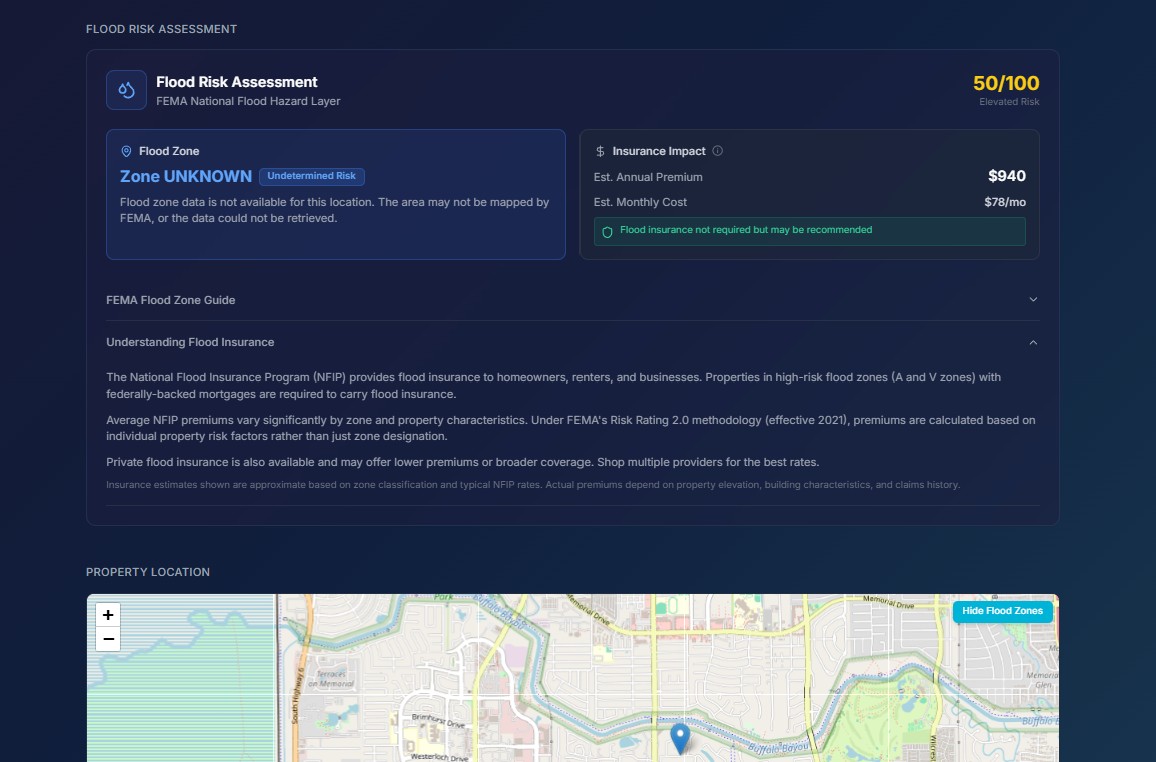 FLOOD RISK ASSESSMENT
Flood Risk Assessment
FEMA National Flood Hazard Layer
50/100
Elevated Risk
Flood Zone
Zone UNKNOWN
Undetermined Risk
Flood zone data is not available for this location. The area may not be mapped by
FEMA, or the data could not be retrieved.
Insurance Impact
Est. Annual Premium
$940
Est. Monthly Cost
$78/mo
Flood insurance not required but may be recommended
FEMA Flood Zone Guide
Understanding Flood Insurance
The National Flood Insurance Program (NFIP) provides flood insurance to homeowners, renters, and businesses. Properties in high-risk flood zones (A and V zones) with
federally-backed mortgages are required to carry flood insurance.
Average NFIP premiums vary significantly by zone and property characteristics. Under FEMA's Risk Rating 2.0 methodology (effective 2021), premiums are calculated based on
individual property risk factors rather than just zone designation.
Private flood insurance is also available and may offer lower premiums or broader coverage. Shop multiple providers for the best rates.
Insurance estimates shown are approximate based on zone classification and typical NFIP rates. Actual premiums depend on property elevation, building characteristics, and claims history.
PROPERTY LOCATION
+
−
Hide Flood Zones
Park
Buffalo Bayou
Memorial Drive
Memorial Drive
Terraces
on Memorial
South Highway 6
Brimhurst Drive
Westerloch Drive
Buffalo Bayou
Memorial
Glen
Buffalo B